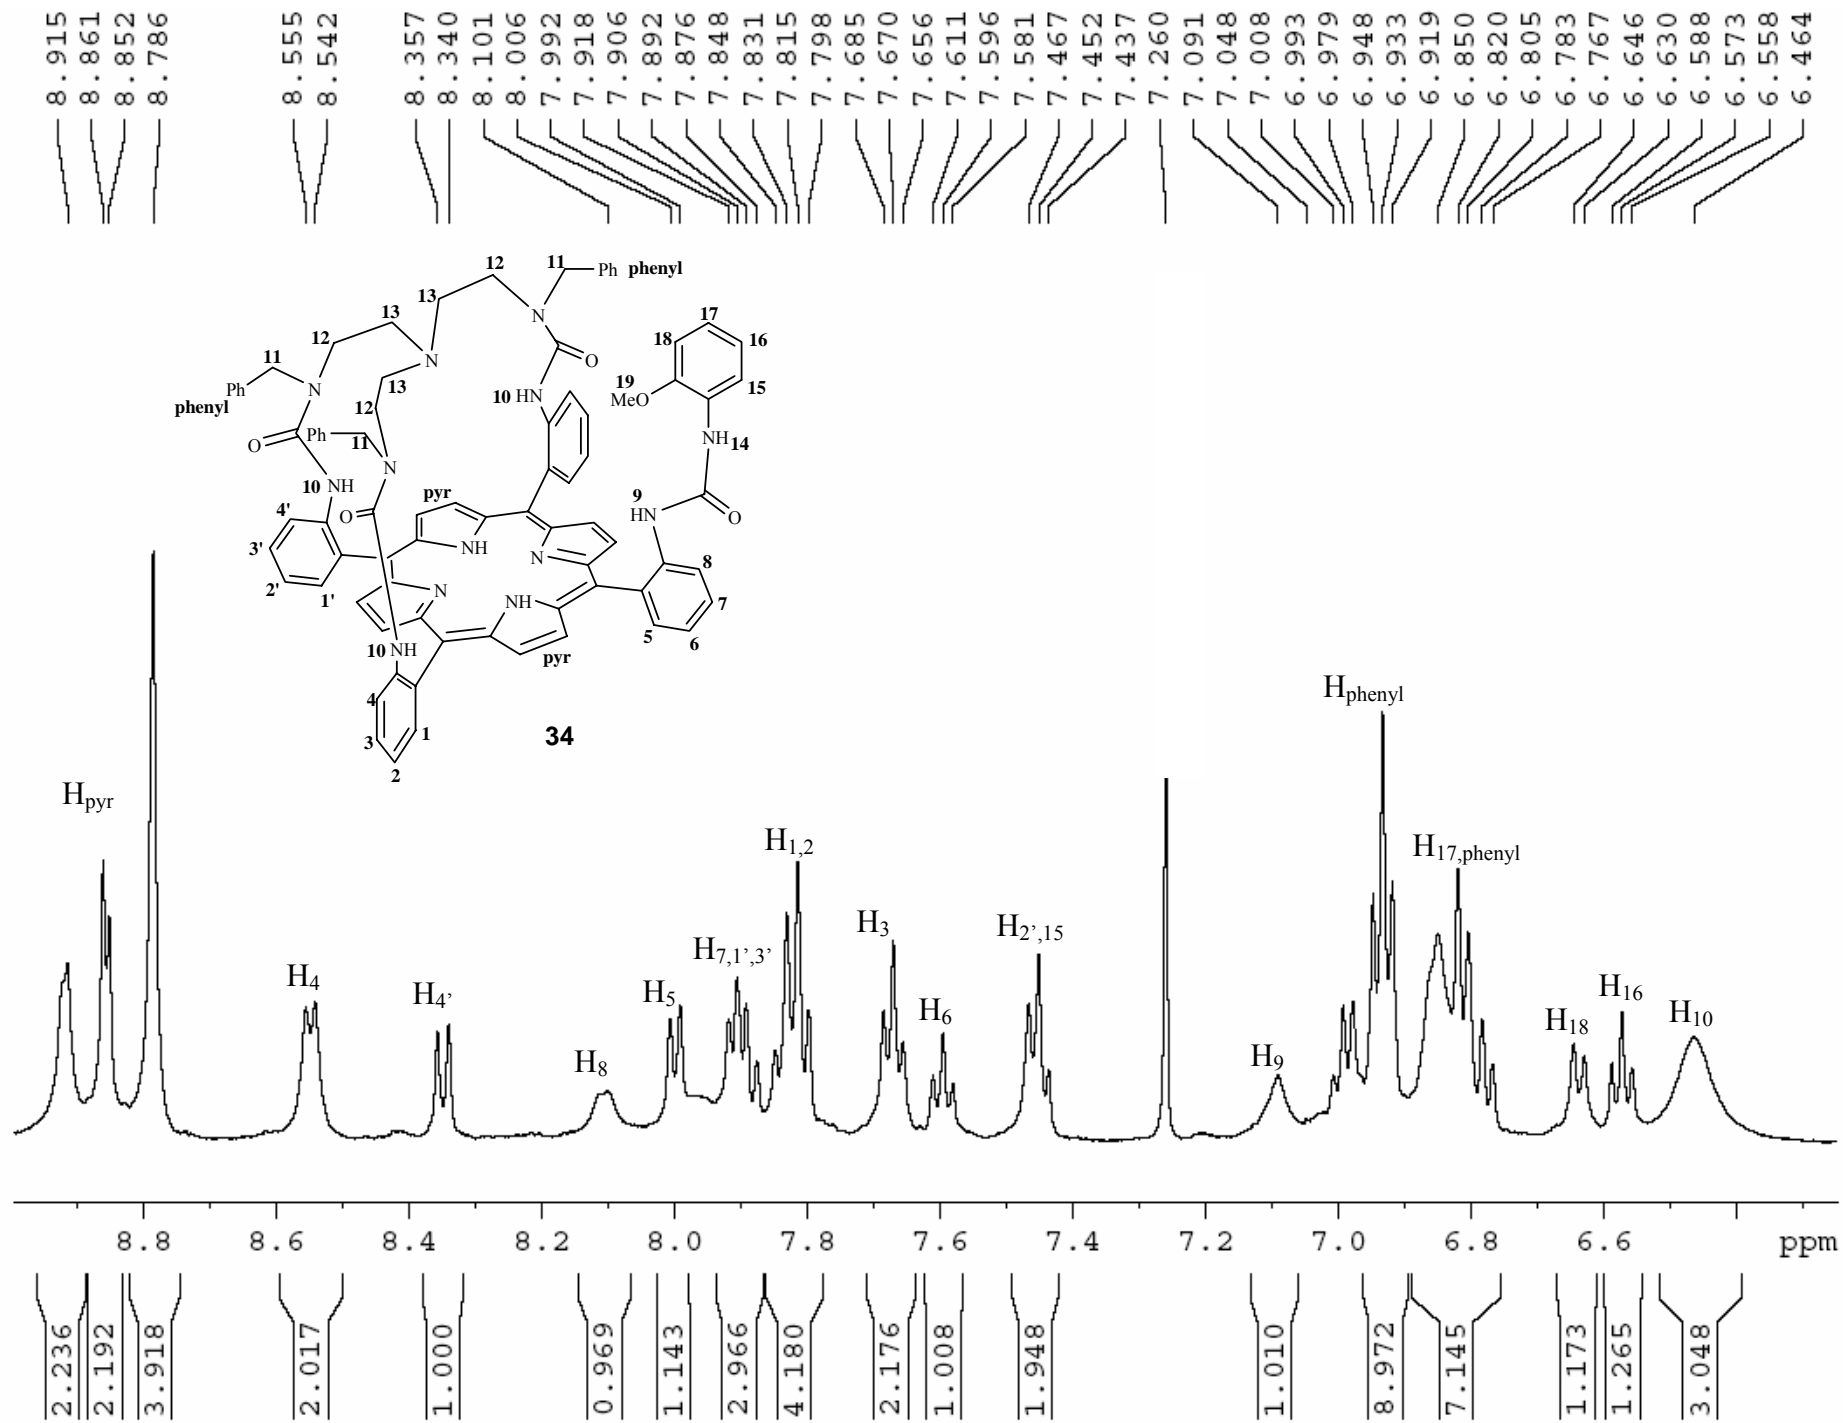 8.915 8.861 8.852 8.786 8.555 8.542 8.357 8.340 8.101 8.006 7.992 7.918 7.906 7.892 7.876 7.848 7.831 7.815 7.798 7.685 7.670 7.656 7.611 7.596 7.581 7.467 7.452 7.437 7.260 7.091 7.048 7.008 6.993 6.979 6.948 6.933 6.919 6.850 6.820 6.805 6.783 6.767 6.646 6.630 6.588 6.573 6.558 6.464
12 11 Ph phenyl
13
13 N 17
12 18 16
11 N O
Ph N 13 10 HN 19 MeO 15
phenyl 12
O Ph 11 NH 14
N
10 NH pyr 9
4' O HN O
3' NH N 8
2' 1' N NH 7
5 6
10 NH pyr
4
3 1 34
2
Hphenyl
Hpyr
H1,2 H17,phenyl
H3 H2',15
H4 H4' H5 H7,1',3' H6 H18 H16 H10
H8 H9
8.8 8.6 8.4 8.2 8.0 7.8 7.6 7.4 7.2 7.0 6.8 6.6 ppm
2.236 2.192 3.918 2.017 1.000 0.969 1.143 2.966 4.180 2.176 1.008 1.948 1.010 8.972 7.145 1.173 1.265 3.048